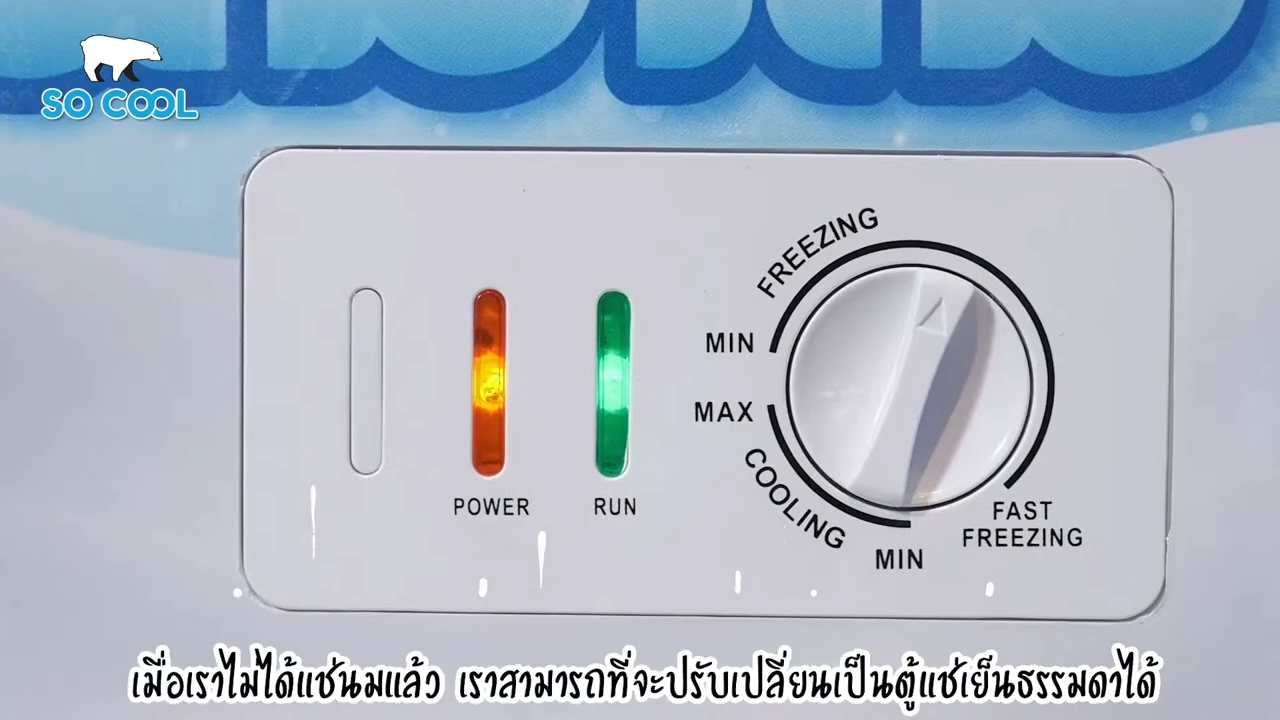 SO COOL
FREEZING
MIN
MAX
COOLING
MIN
FAST
FREEZING
POWER
RUN
เมื่อเราไม่ได้แช่นมแล้ว เราสามารถที่จะปรับเปลี่ยนเป็นตู้แช่เย็นธรรมดาได้